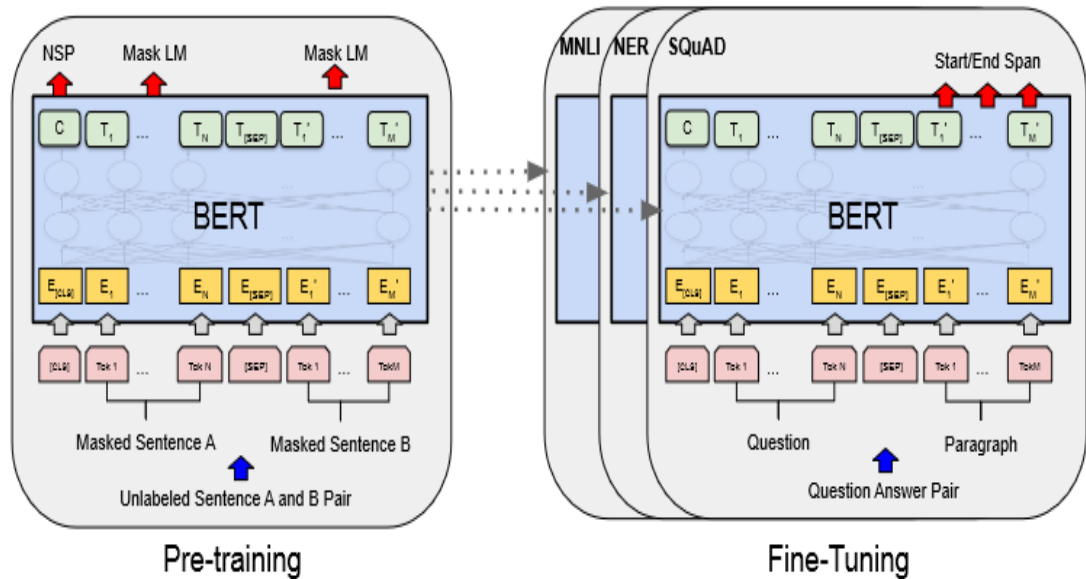 NSP Mask LM Mask LM
C T1 ... TN T[SEP] T1' ... TM'
...
BERT
...
E[CLS] E1 ... EN E[SEP] E1' ... EM'
[CLS] Tok 1 ... Tok N [SEP] Tok 1 ... TokM
Masked Sentence A Masked Sentence B
Unlabeled Sentence A and B Pair
Pre-training
MNLI NER SQuAD
Start/End Span
C T1 ... TN T[SEP] T1' ... TM'
...
BERT
...
E[CLS] E1 ... EN E[SEP] E1' ... EM'
[CLS] Tok 1 ... Tok N [SEP] Tok 1 ... TokM
Question Paragraph
Question Answer Pair
Fine-Tuning